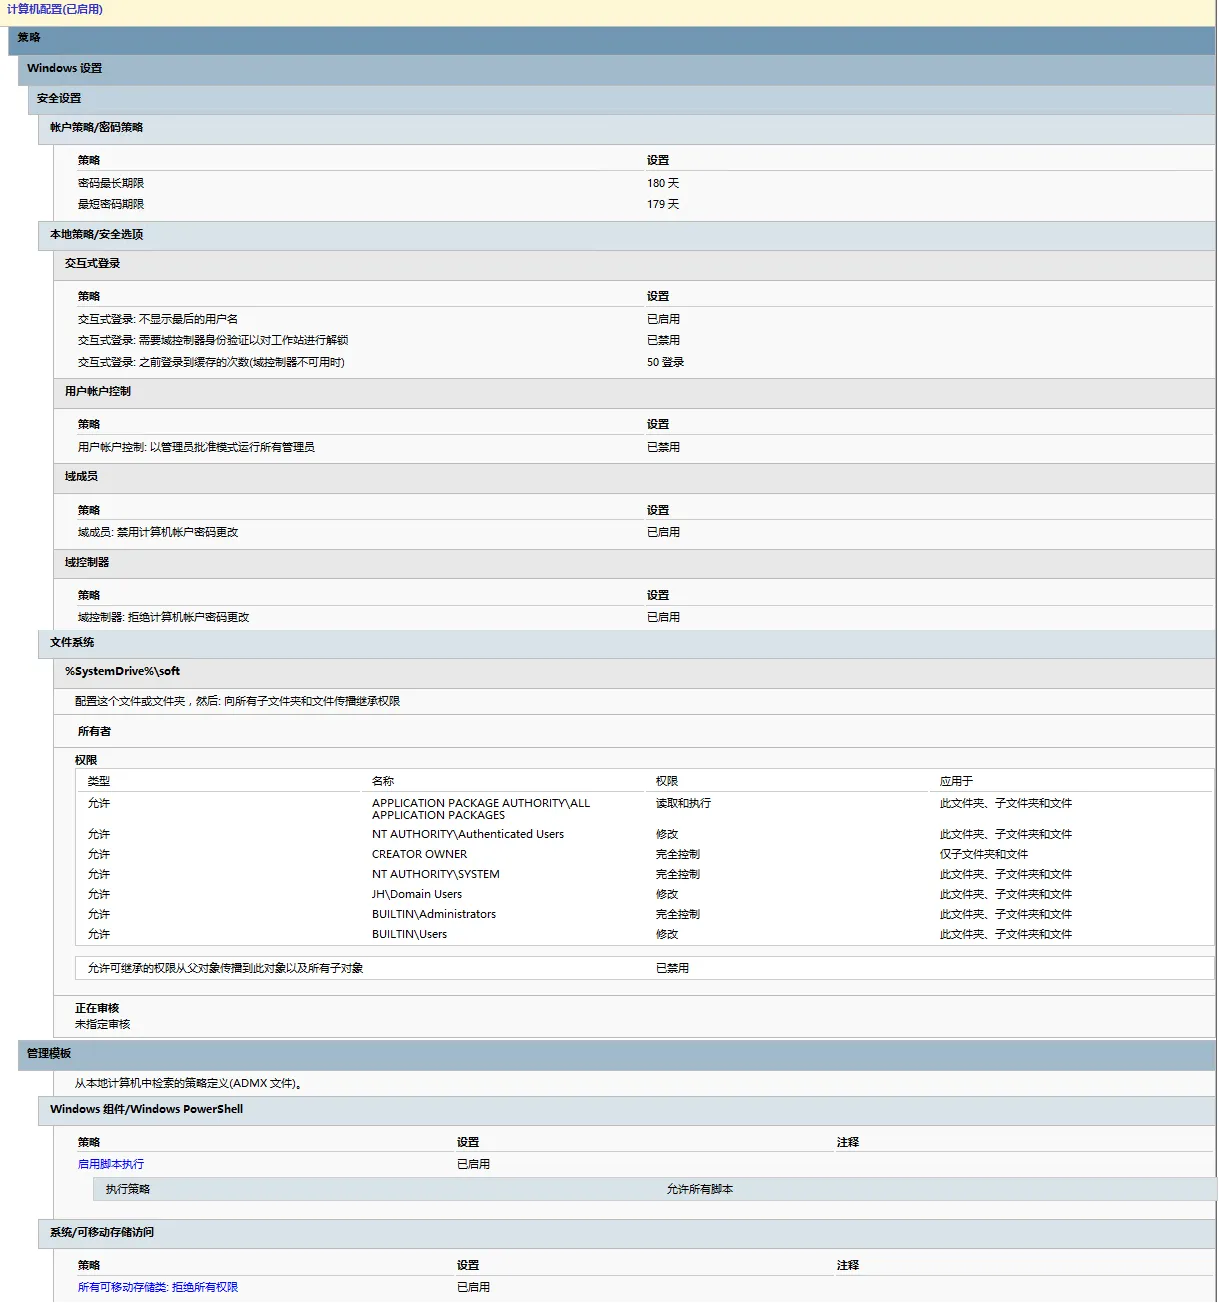 计算机配置(已启用)
策略
Windows 设置
安全设置
帐户策略/密码策略
策略 设置
密码最长期限 180 天
最短密码期限 179 天
本地策略/安全选项
交互式登录
策略 设置
交互式登录: 不显示最后的用户名 已启用
交互式登录: 需要域控制器身份验证以对工作站进行解锁 已禁用
交互式登录: 之前登录到缓存的次数(域控制器不可用时) 50 登录
用户帐户控制
策略 设置
用户帐户控制: 以管理员批准模式运行所有管理员 已禁用
域成员
策略 设置
域成员: 禁用计算机帐户密码更改 已启用
域控制器
策略 设置
域控制器: 拒绝计算机帐户密码更改 已启用
文件系统
%SystemDrive%\soft
配置这个文件或文件夹，然后: 向所有子文件夹和文件传播继承权限
所有者
权限
类型 名称 权限 应用于
允许 APPLICATION PACKAGE AUTHORITY\ALL 读取和执行 此文件夹、子文件夹和文件
APPLICATION PACKAGES
允许 NT AUTHORITY\Authenticated Users 修改 此文件夹、子文件夹和文件
允许 CREATOR OWNER 完全控制 仅子文件夹和文件
允许 NT AUTHORITY\SYSTEM 完全控制 此文件夹、子文件夹和文件
允许 JH\Domain Users 修改 此文件夹、子文件夹和文件
允许 BUILTIN\Administrators 完全控制 此文件夹、子文件夹和文件
允许 BUILTIN\Users 修改 此文件夹、子文件夹和文件
允许可继承的权限从父对象传播到此对象以及所有子对象 已禁用
正在审核
未指定审核
管理模板
从本地计算机中检索的策略定义(ADMX 文件)。
Windows 组件/Windows PowerShell
策略 设置 注释
启用脚本执行 已启用
执行策略 允许所有脚本
系统/可移动存储访问
策略 设置 注释
所有可移动存储类: 拒绝所有权限 已启用